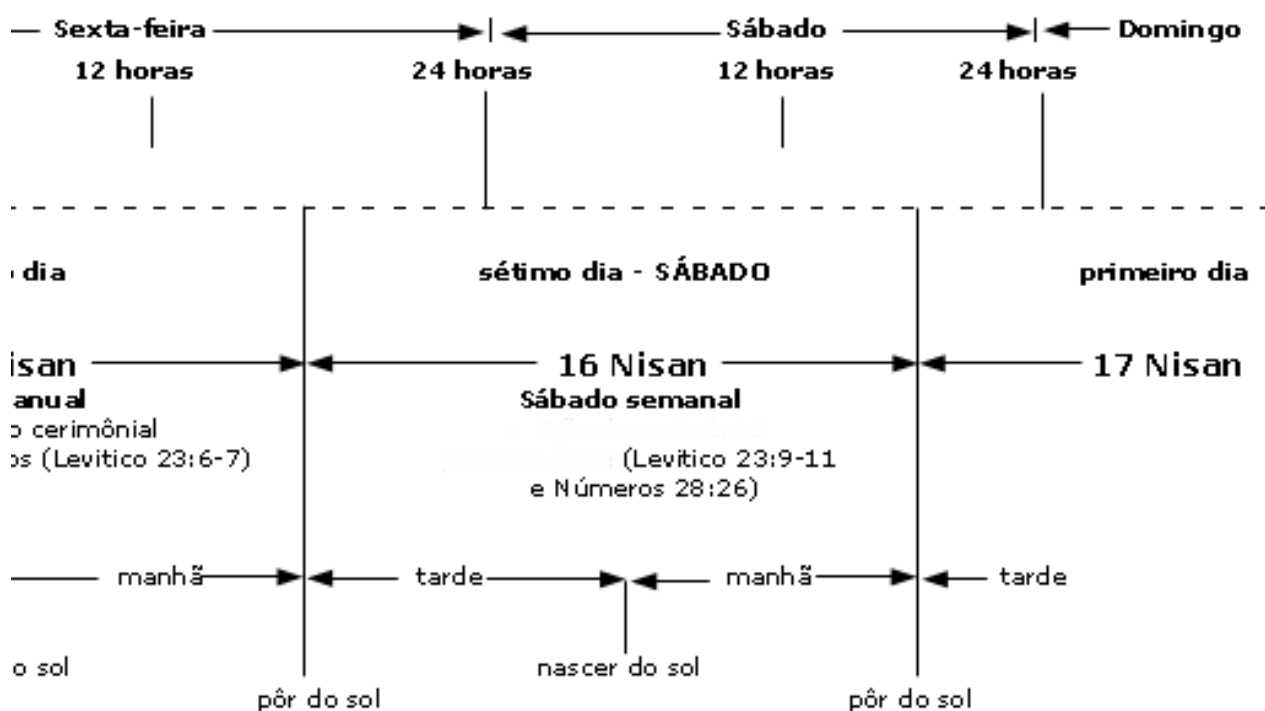 Sexta-feira Sábado Domingo
12 horas 24 horas 12 horas 24 horas
dia sétimo dia - SÁBADO primeiro dia
isan 16 Nisan 17 Nisan
anual Sábado semanal
o cerimônial
os (Levitico 23:6-7) (Levitico 23:9-11
e Números 28:26)
manhã tarde manhã tarde
o sol nascer do sol
pôr do sol pôr do sol